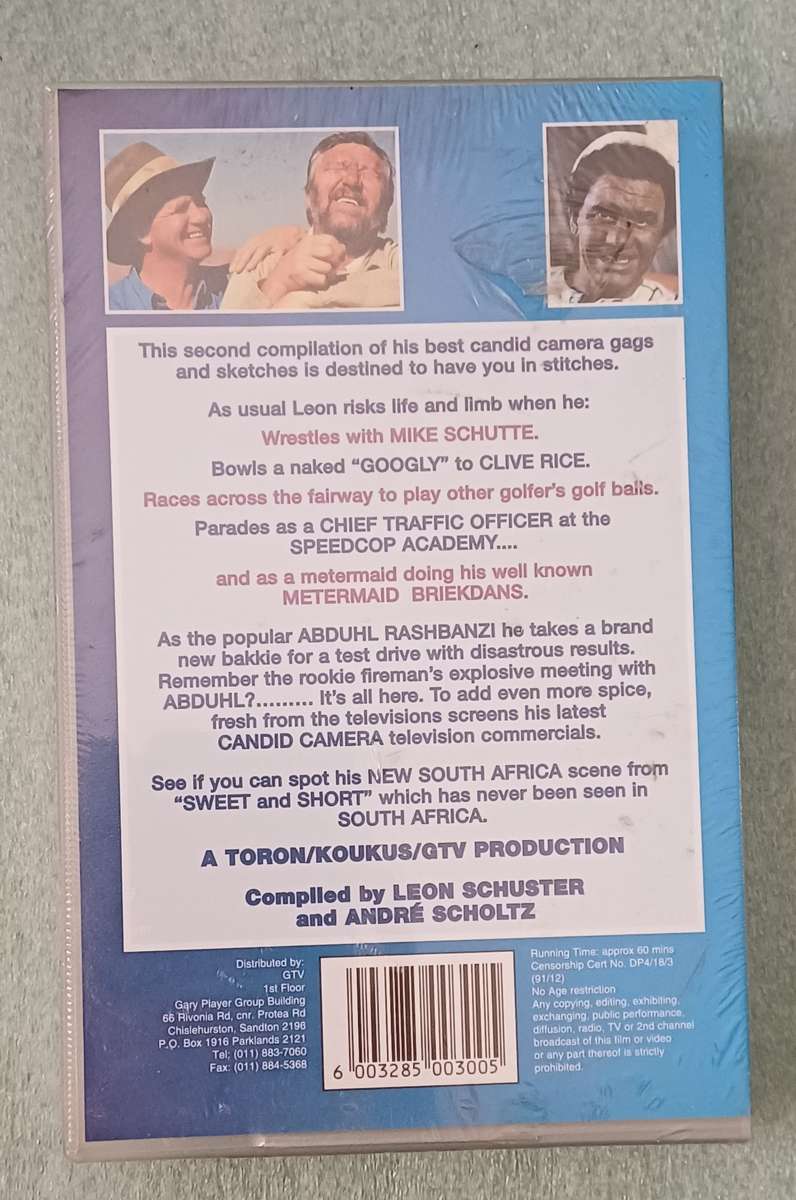 This second compilation of his best candid camera gags
and sketches is destined to have you in stitches.
As usual Leon risks life and limb when he:
Wrestles with MIKE SCHUTTE.
Bowls a naked “GOOGLY” to CLIVE RICE.
Races across the fairway to play other golfer's golf balls.
Parades as a CHIEF TRAFFIC OFFICER at the
SPEEDCOP ACADEMY....
and as a metermaid doing his well known
METERMAID BRIEKDANS.
As the popular ABDUHL RASHBANZI he takes a brand
new bakkie for a test drive with disastrous results.
Remember the rookie fireman's explosive meeting with
ABDUHL?......... It's all here. To add even more spice,
fresh from the televisions screens his latest
CANDID CAMERA television commercials.
See if you can spot his NEW SOUTH AFRICA scene from
“SWEET and SHORT” which has never been seen in
SOUTH AFRICA.
A TORON/KOUKUS/GTV PRODUCTION
Compiled by LEON SCHUSTER
and ANDRÉ SCHOLTZ
Distributed by:
GTV
1st Floor
Gary Player Group Building
66 Rivonia Rd, cnr. Protea Rd
Chislehurston, Sandton 2196
P.O. Box 1916 Parklands 2121
Tel; (011) 883-7060
Fax: (011) 884-5368
6 003285 003005
Running Time: approx 60 mins
Censorship Cert No. DP4/18/3
(91/12)
No Age restriction
Any copying, editing, exhibiting,
exchanging, public performance,
diffusion, radio, TV or 2nd channel
broadcast of this film or video
or any part thereof is strictly
prohibited.